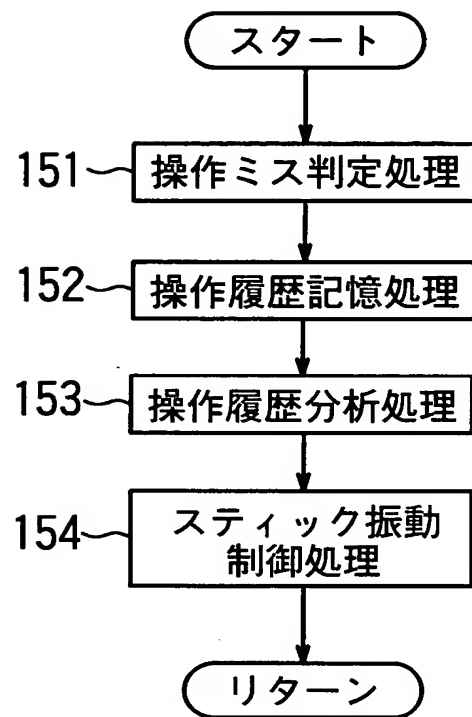 スタート
151 操作ミス判定処理
152 操作履歴記憶処理
153 操作履歴分析処理
154 スティック振動
制御処理
リターン